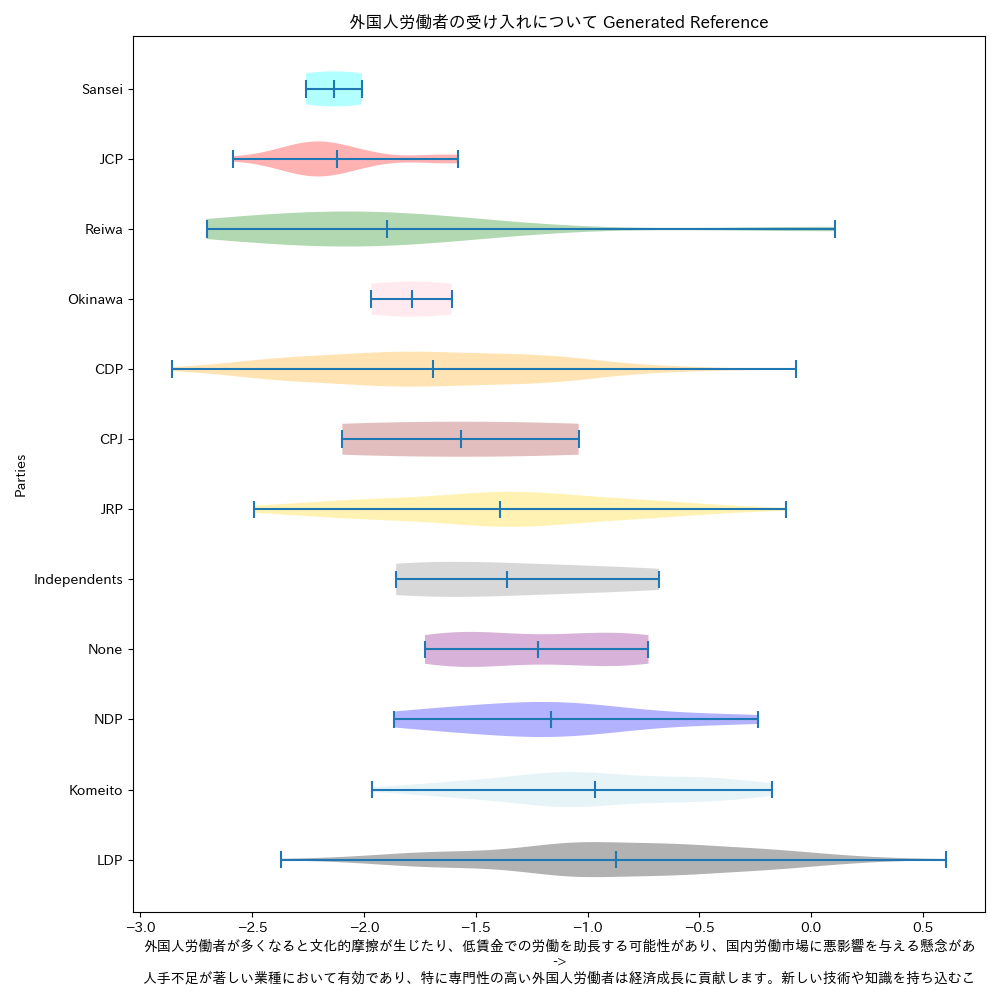 外国人労働者の受け入れについて Generated Reference
Sansei
JCP
Reiwa
Okinawa
CDP
CPJ
JRP
Independents
None
NDP
Komeito
LDP
Parties
−3.0 −2.5 −2.0 −1.5 −1.0 −0.5 0.0 0.5
外国人労働者が多くなると文化的摩擦が生じたり、低賃金での労働を助長する可能性があり、国内労働市場に悪影響を与える懸念があ
->
人手不足が著しい業種において有効であり、特に専門性の高い外国人労働者は経済成長に貢献します。新しい技術や知識を持ち込むこ